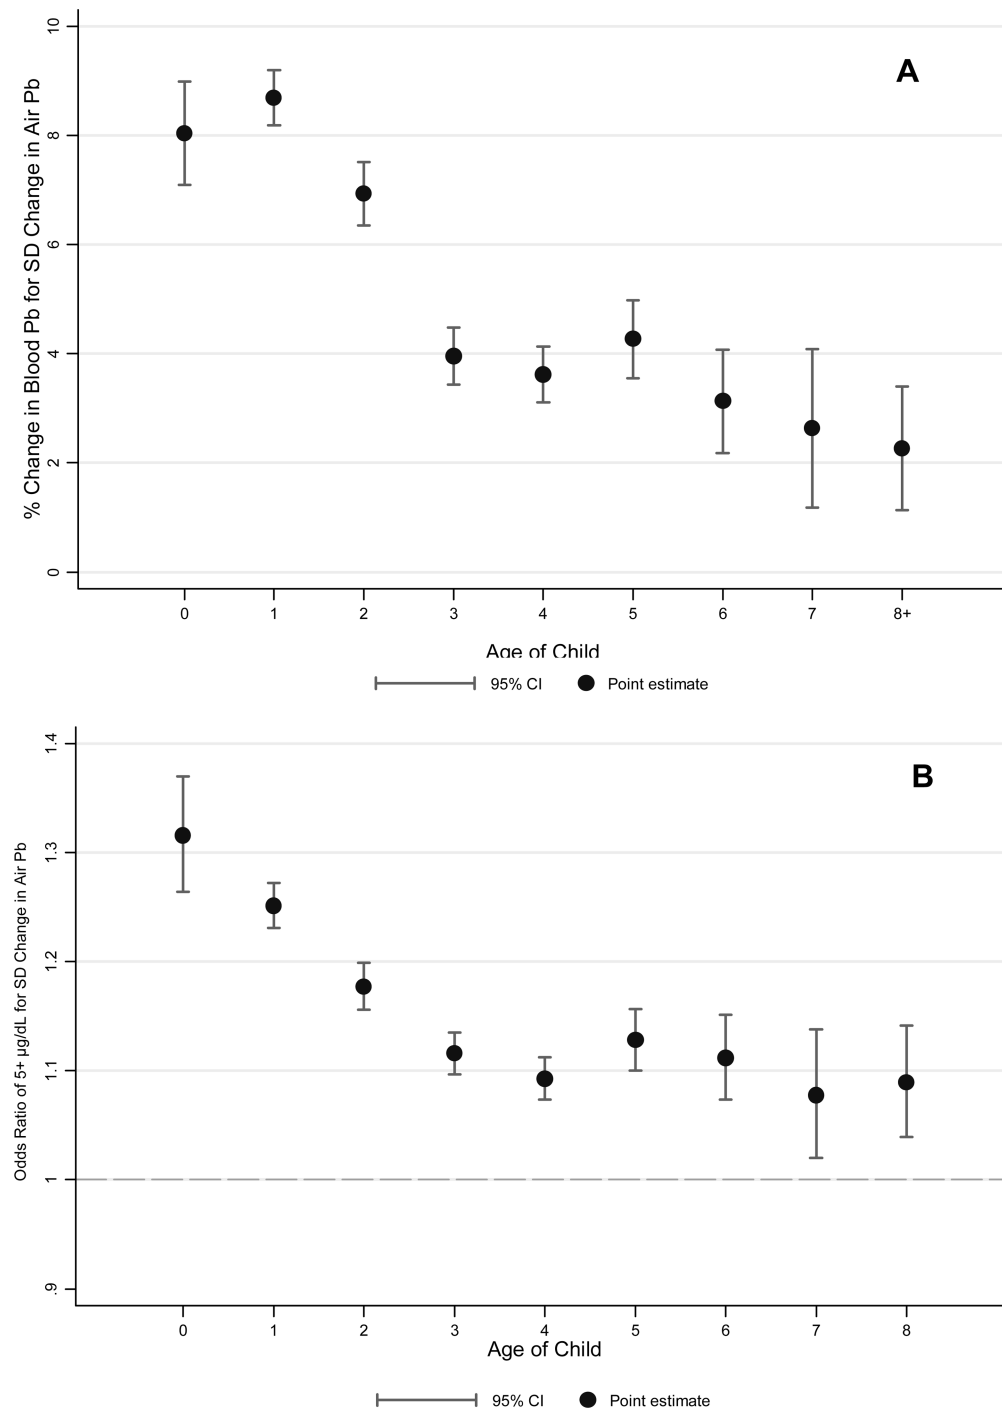 A
% Change in Blood Pb for SD Change in Air Pb
10
8
6
4
2
0
0 1 2 3 4 5 6 7 8+
Age of Child
95% CI Point estimate
B
Odds Ratio of 5+ µg/dL for SD Change in Air Pb
1.4
1.3
1.2
1.1
1
.9
0 1 2 3 4 5 6 7 8
Age of Child
95% CI Point estimate